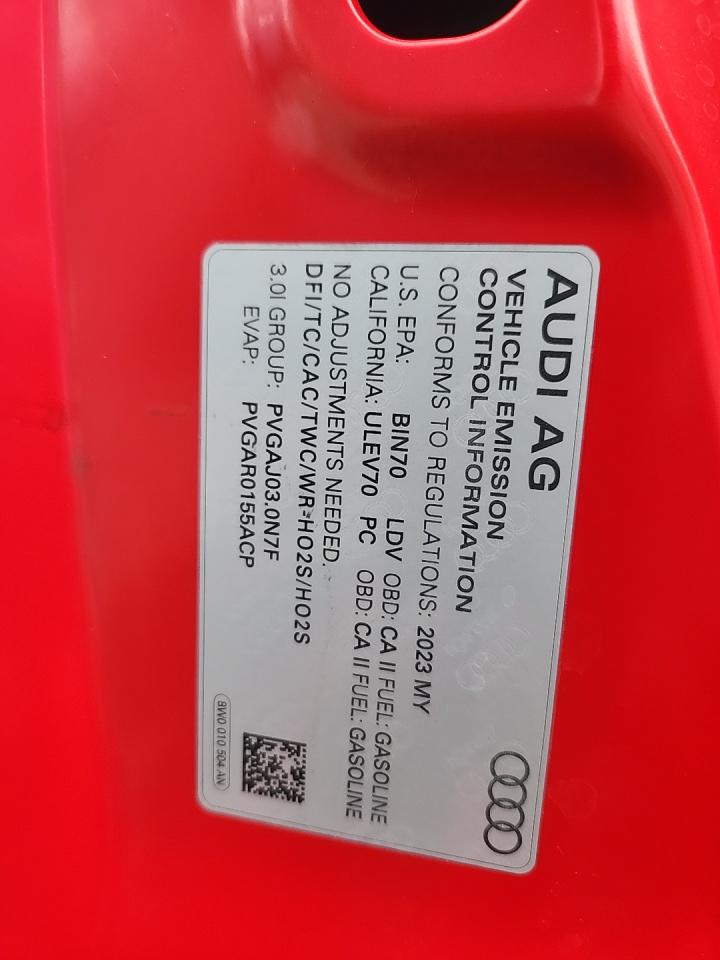 AUDI AG
VEHICLE EMISSION
CONTROL INFORMATION
CONFORMS TO REGULATIONS: 2023 MY
U.S. EPA: BIN70 LDV OBD: CA II FUEL: GASOLINE
CALIFORNIA: ULEV70 PC OBD: CA II FUEL: GASOLINE
NO ADJUSTMENTS NEEDED.
DFI/TC/CAC/TWC/WR-HO2S/HO2S
3.0l GROUP: PVGAJ03.0N7F
EVAP: PVGAR0155ACP
8W0 010 504 AN